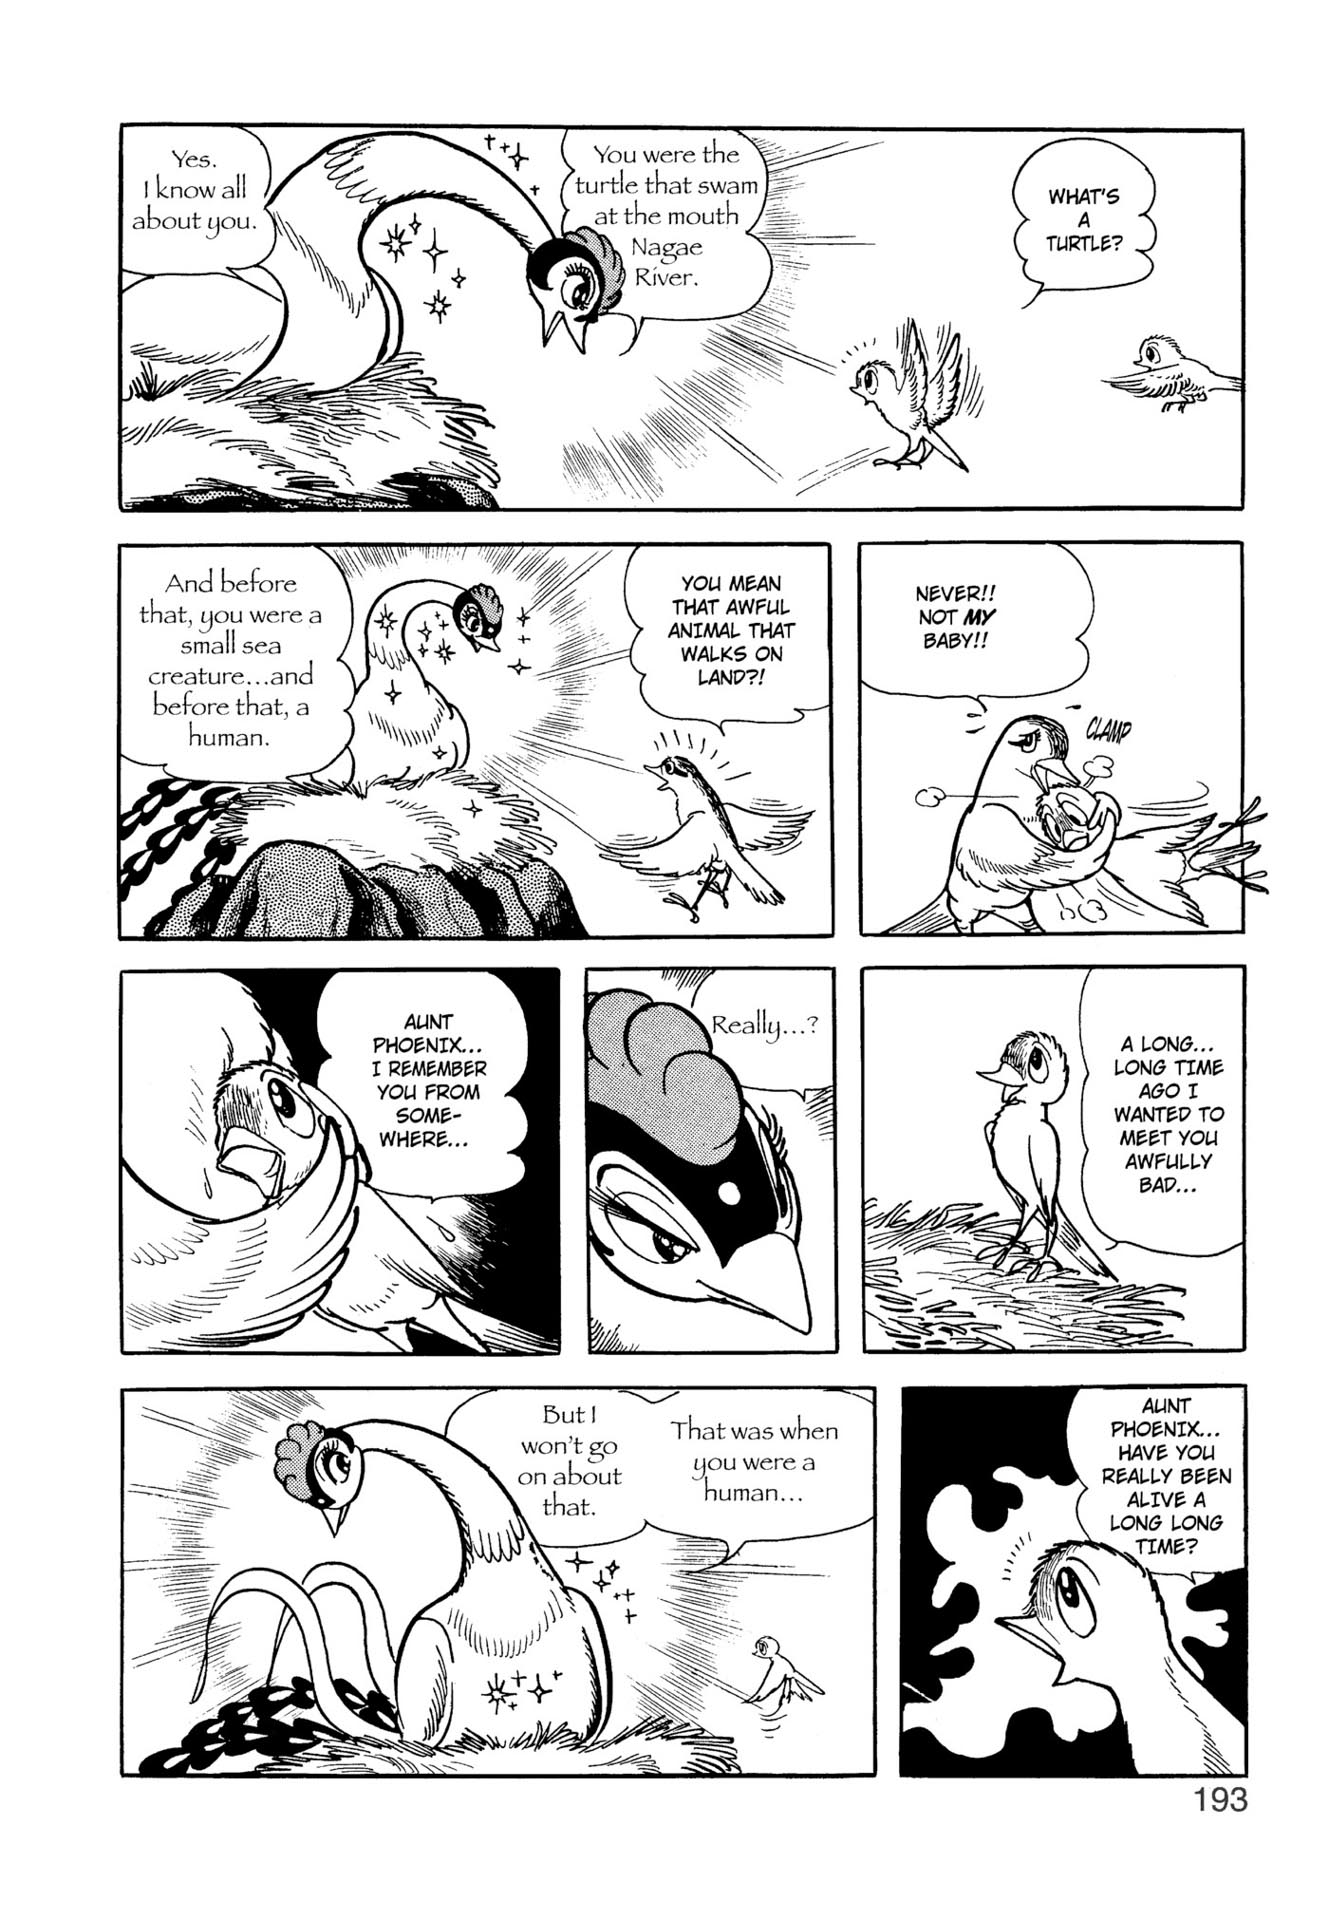 Yes.
I know all
about you.
You were the
turtle that swam
at the mouth
Nagae
River.
WHAT'S
A
TURTLE?
And before
that, you were a
small sea
creature...and
before that, a
human.
YOU MEAN
THAT AWFUL
ANIMAL THAT
WALKS ON
LAND?!
NEVER!!
NOT MY
BABY!!
CLAMP
AUNT
PHOENIX...
I REMEMBER
YOU FROM
SOME-
WHERE...
Really...?
A LONG...
LONG TIME
AGO I
WANTED TO
MEET YOU
AWFULLY
BAD...
But I
won't go
on about
that.
That was when
you were a
human...
AUNT
PHOENIX...
HAVE YOU
REALLY BEEN
ALIVE A
LONG LONG
TIME?
193